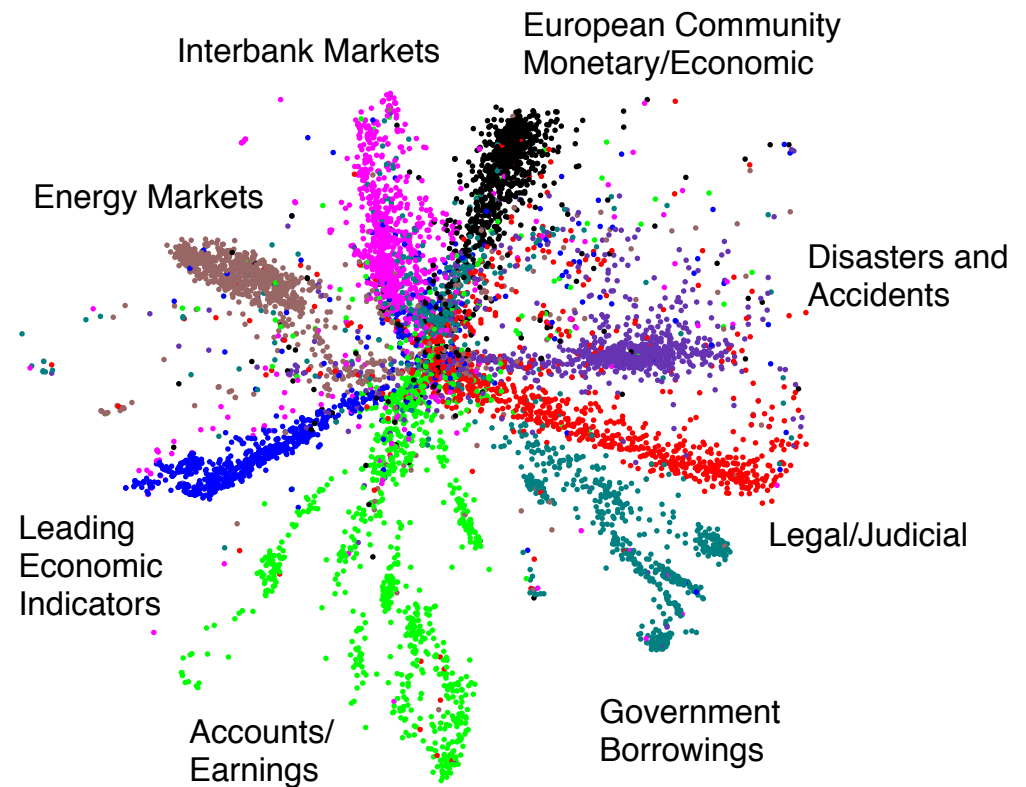 European Community
Monetary/Economic
Interbank Markets
Energy Markets
Disasters and
Accidents
Leading
Economic
Indicators
Legal/Judicial
Accounts/
Earnings
Government
Borrowings